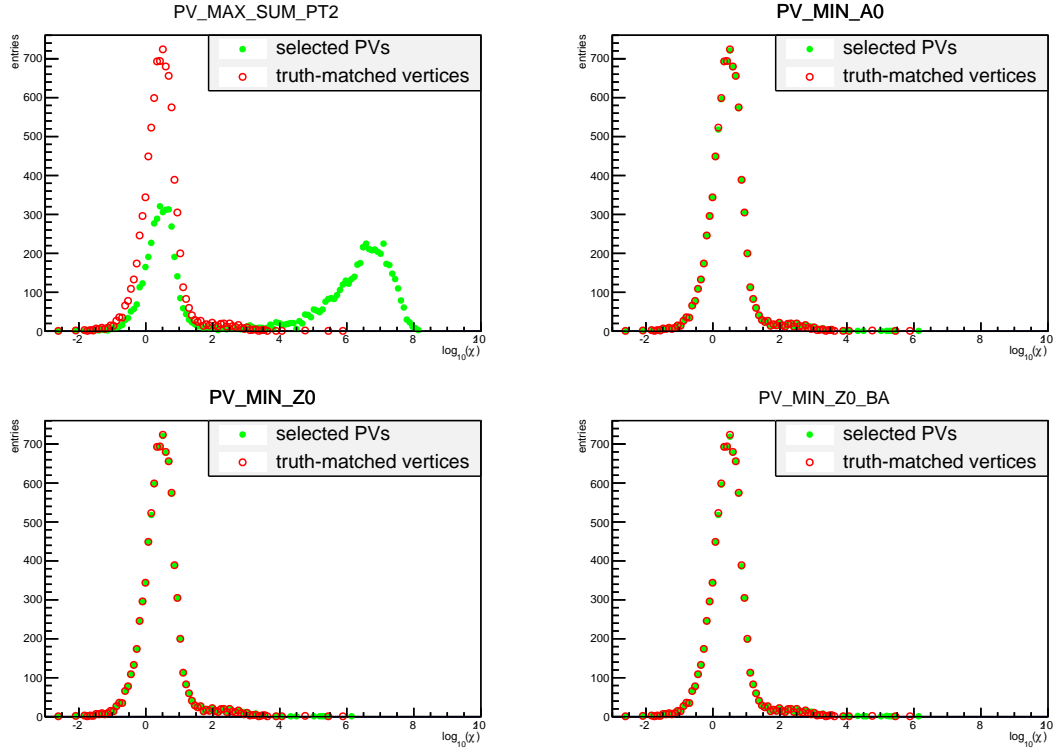 PV_MAX_SUM_PT2
entries
700
600
500
400
300
200
100
0
selected PVs
truth-matched vertices
-2 0 2 4 6 8 10
log10(χ)
PV_MIN_A0
entries
700
600
500
400
300
200
100
0
selected PVs
truth-matched vertices
-2 0 2 4 6 8 10
log10(χ)
PV_MIN_Z0
entries
700
600
500
400
300
200
100
0
selected PVs
truth-matched vertices
-2 0 2 4 6 8 10
log10(χ)
PV_MIN_Z0_BA
entries
700
600
500
400
300
200
100
0
selected PVs
truth-matched vertices
-2 0 2 4 6 8 10
log10(χ)